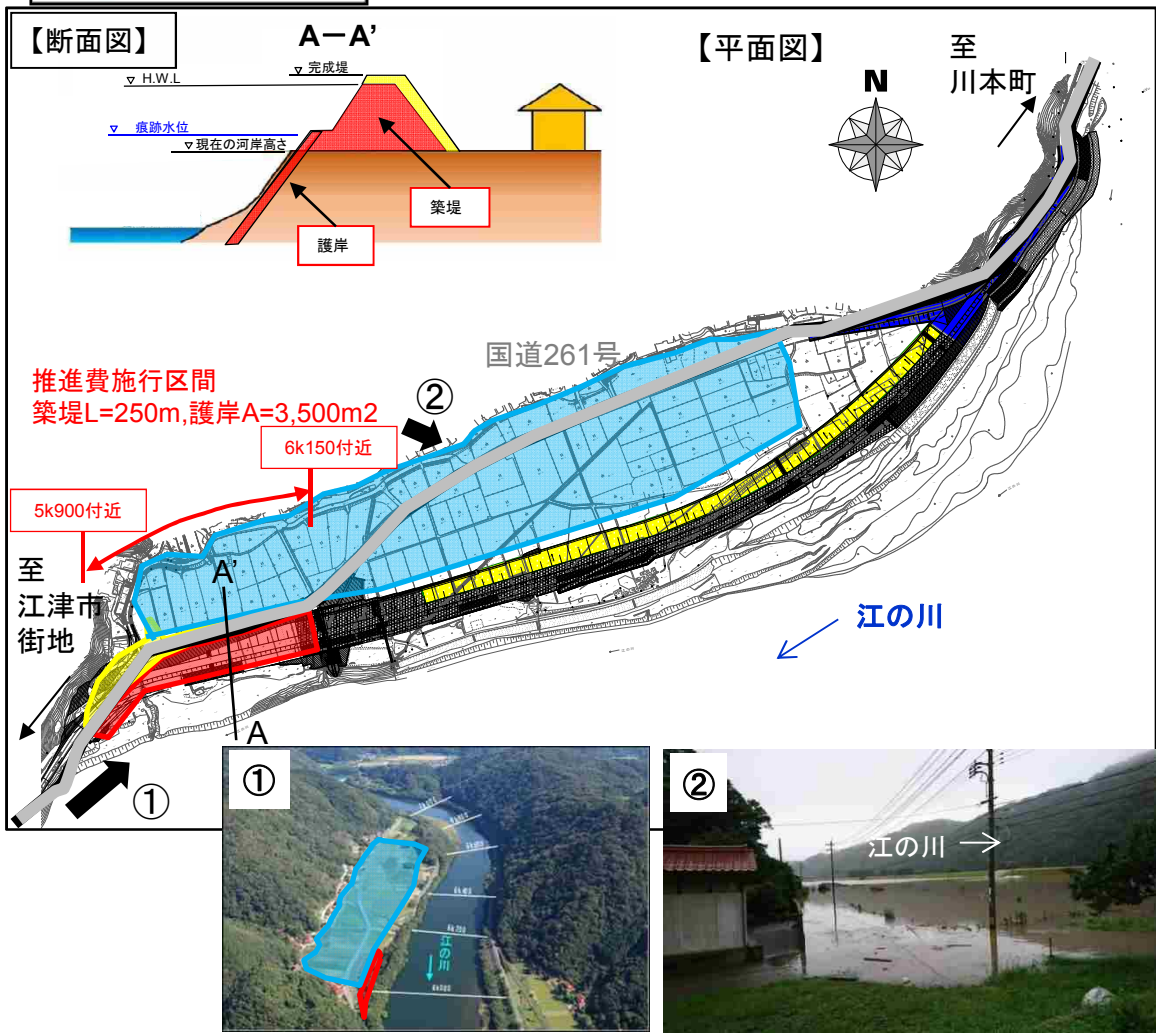 【断面図】
A－A’
【平面図】
至
川本町
N
▽ 完成堤
▽ H.W.L
▽ 痕跡水位
▽現在の河岸高さ
築堤
護岸
国道261号
推進費施行区間
築堤L=250m,護岸A=3,500m2
②
6k150付近
5k900付近
至
江津市
街地
A'
江の川
A
①
①
江の川
②
江の川